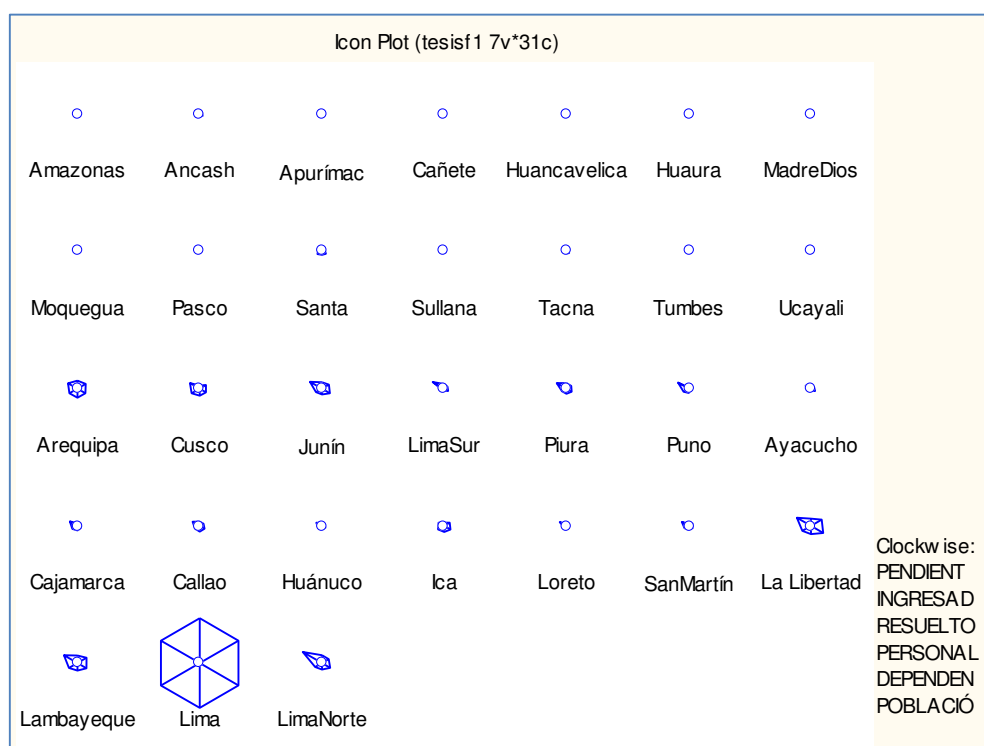 Icon Plot (tesisf1 7v*31c)
Amazonas Ancash Apurímac Cañete Huancavelica Huaura MadreDios
Moquegua Pasco Santa Sullana Tacna Tumbes Ucayali
Arequipa Cusco Junín LimaSur Piura Puno Ayacucho
Cajamarca Callao Huánuco Ica Loreto SanMartín La Libertad
Lambayeque Lima LimaNorte
Clockwise:
PENDIENT
INGRESAD
RESUELTO
PERSONAL
DEPENDEN
POBLACIÓ